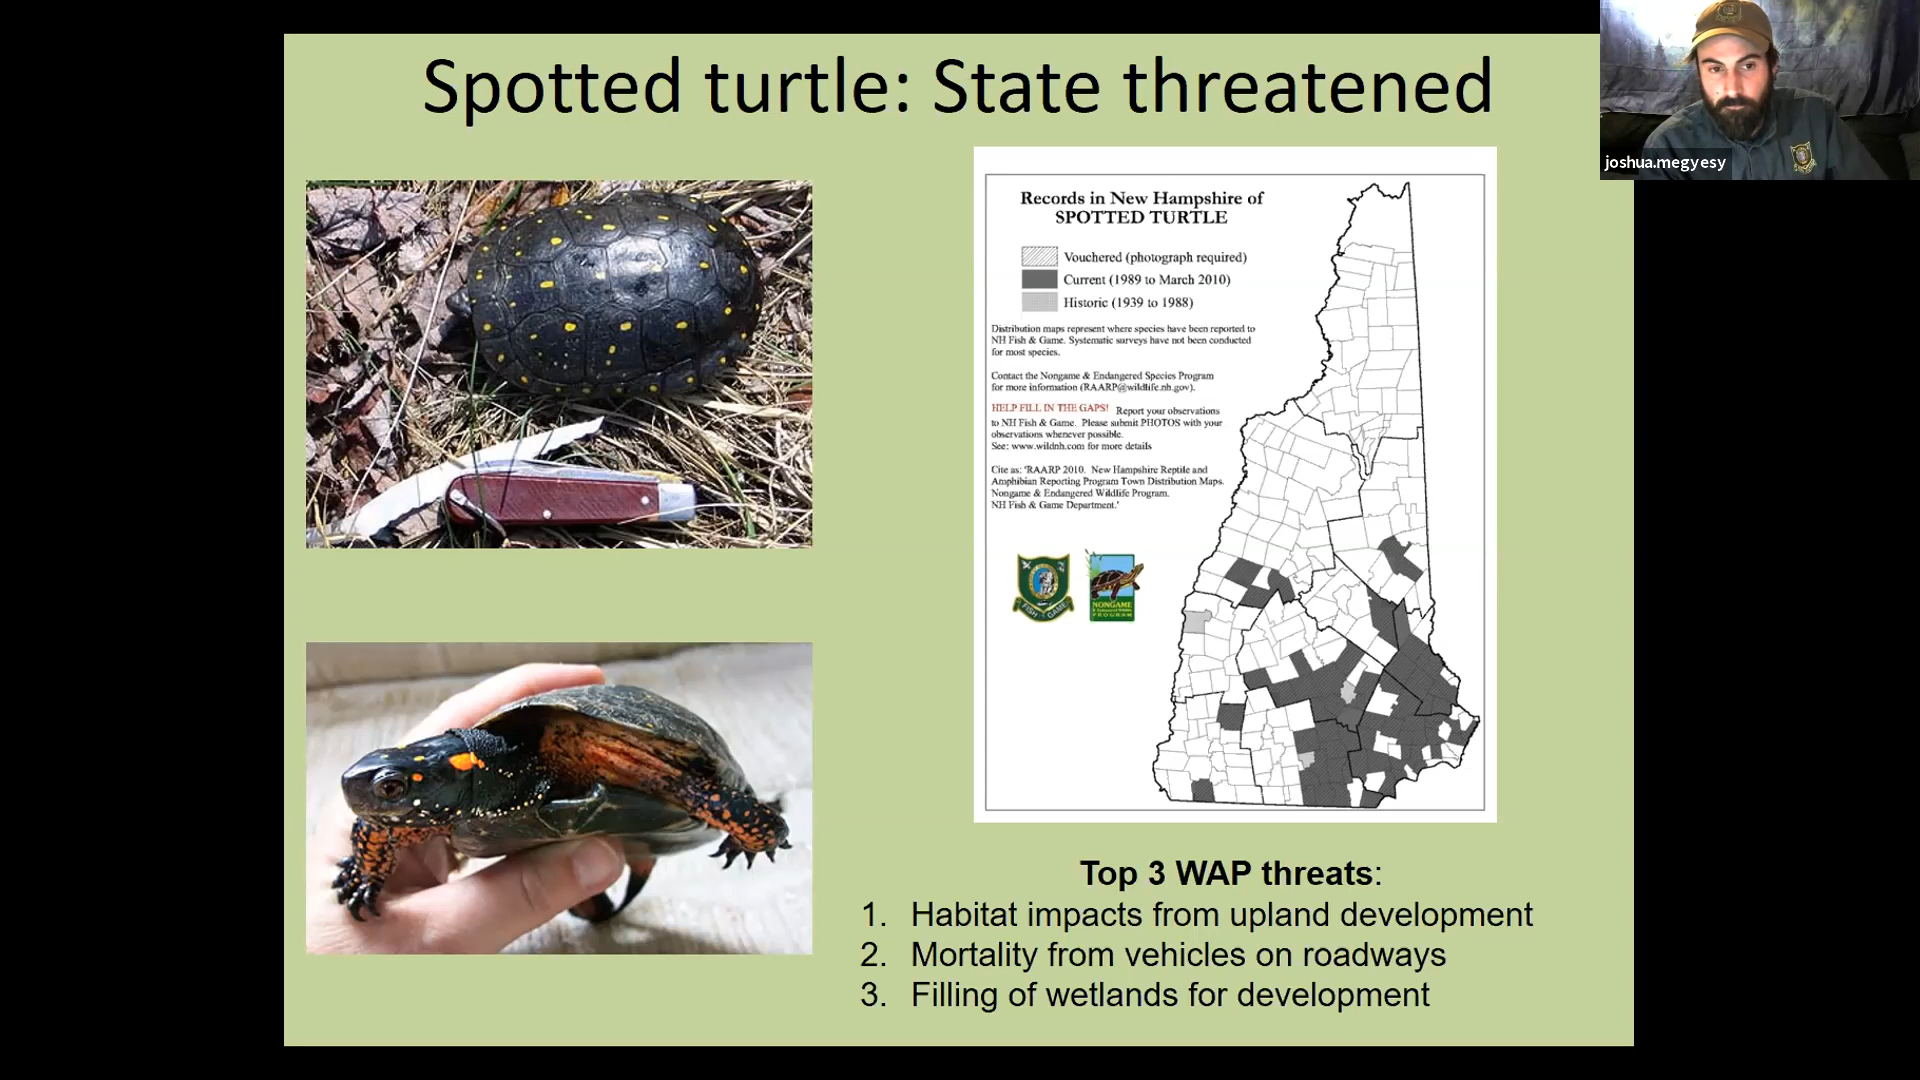 Spotted turtle: State threatened
joshua.megyesy
Records in New Hampshire of
SPOTTED TURTLE
Vouchered (photograph required)
Current (1989 to March 2010)
Historic (1939 to 1988)
Distribution maps represent where species have been reported to
NH Fish & Game. Systematic surveys have not been conducted
for most species.
Contact the Nongame & Endangered Species Program
for more information (RAARP@wildlife.nh.gov).
HELP FILL IN THE GAPS! Report your observations
to NH Fish & Game. Please submit PHOTOS with your
observations whenever possible.
See: www.wildnh.com for more details
Cite as: 'RAARP 2010. New Hampshire Reptile and
Amphibian Reporting Program Town Distribution Maps.
Nongame & Endangered Wildlife Program.
NH Fish & Game Department.'
FISH & GAME
NONGAME
PROGRAM
Top 3 WAP threats:
1. Habitat impacts from upland development
2. Mortality from vehicles on roadways
3. Filling of wetlands for development